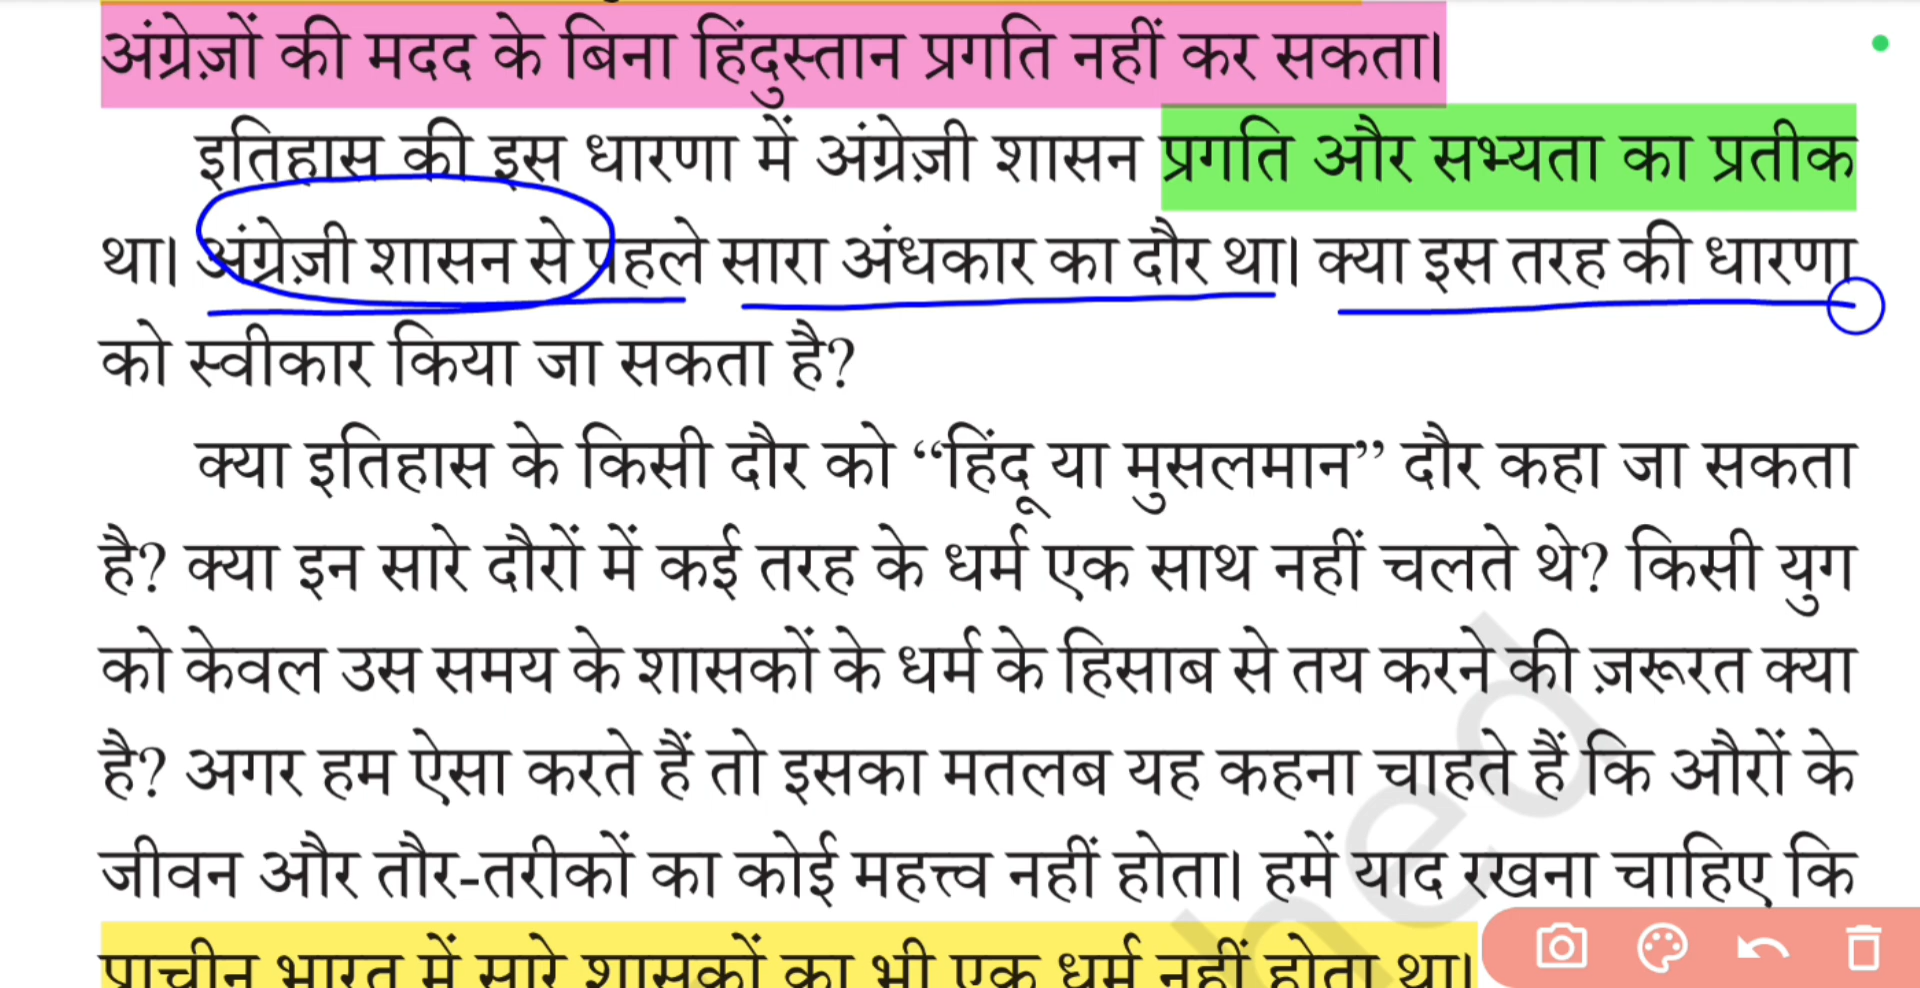 अंग्रेज़ों की मदद के बिना हिंदुस्तान प्रगति नहीं कर सकता।
इतिहास की इस धारणा में अंग्रेज़ी शासन प्रगति और सभ्यता का प्रतीक
था। अंग्रेज़ी शासन से पहले सारा अंधकार का दौर था। क्या इस तरह की धारणा
को स्वीकार किया जा सकता है?
क्या इतिहास के किसी दौर को “हिंदू या मुसलमान” दौर कहा जा सकता
है? क्या इन सारे दौरों में कई तरह के धर्म एक साथ नहीं चलते थे? किसी युग
को केवल उस समय के शासकों के धर्म के हिसाब से तय करने की ज़रूरत क्या
है? अगर हम ऐसा करते हैं तो इसका मतलब यह कहना चाहते हैं कि औरों के
जीवन और तौर-तरीकों का कोई महत्त्व नहीं होता। हमें याद रखना चाहिए कि
प्राचीन भारत में सारे शासकों का भी एक धर्म नहीं होता था।